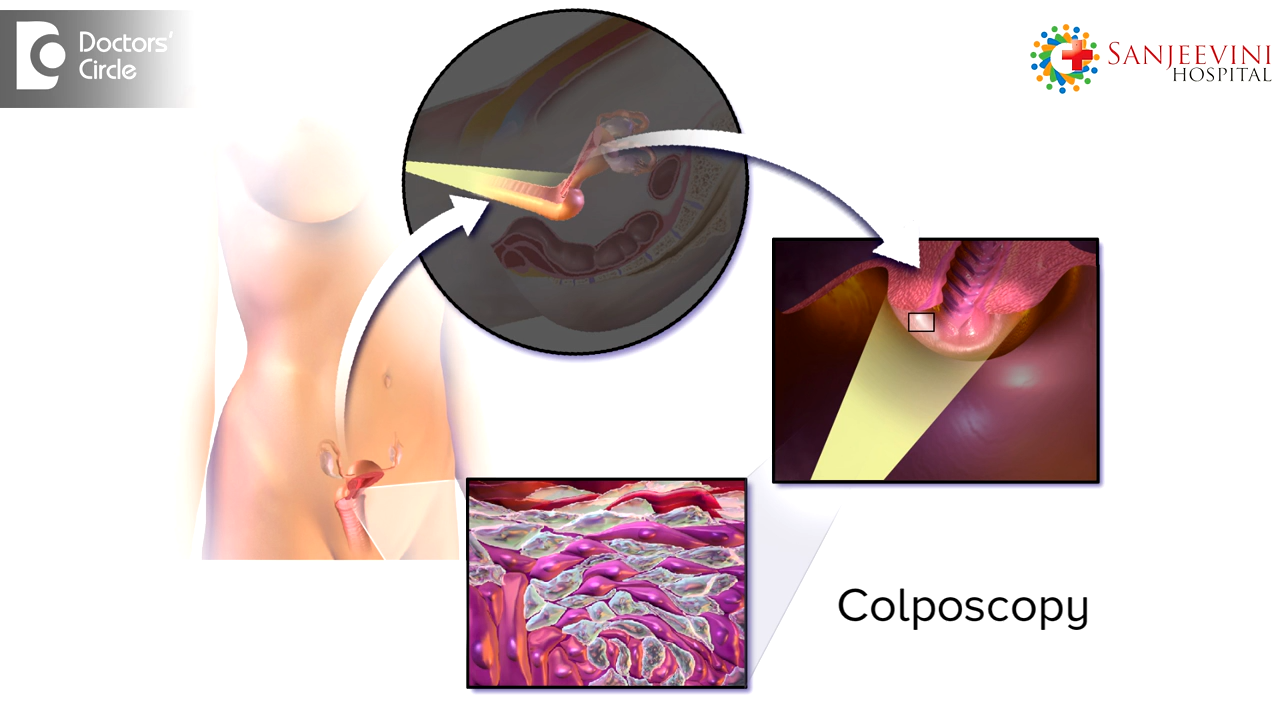 Doctors'
Circle
SANJEEVINI
HOSPITAL
Colposcopy